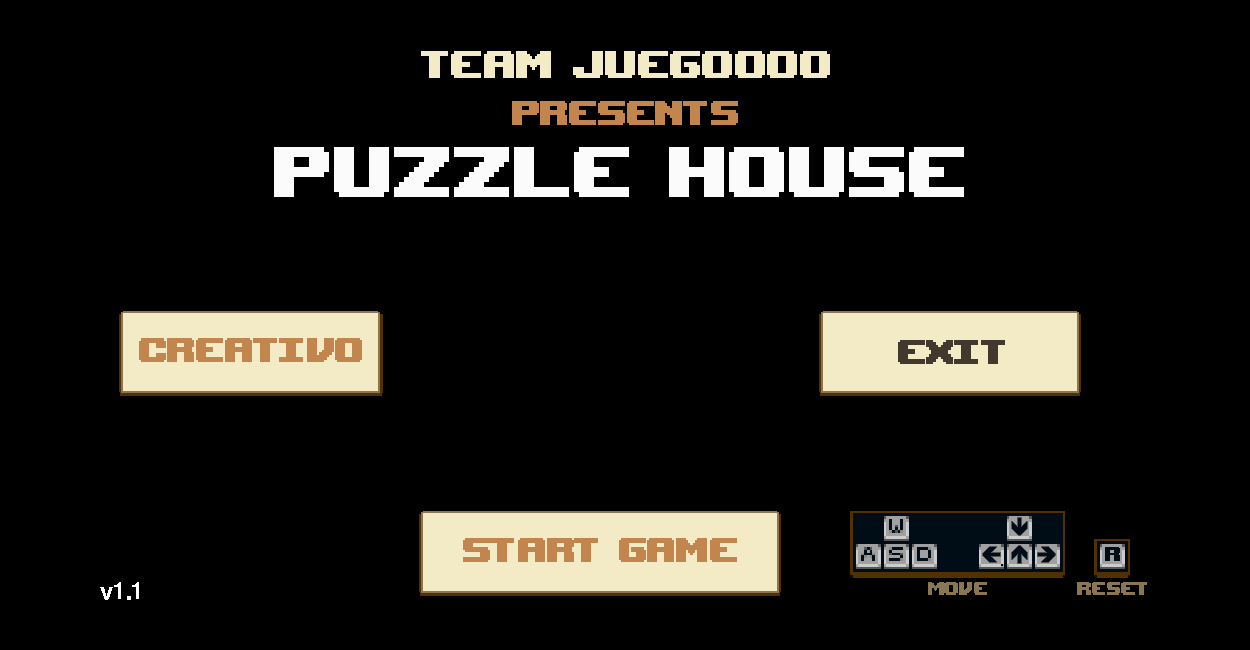 TEAM JUEGOOOO
PRESENTS
PUZZLE HOUSE
CREATIVO
EXIT
START GAME
W
A S D
R
MOVE
RESET
v1.1